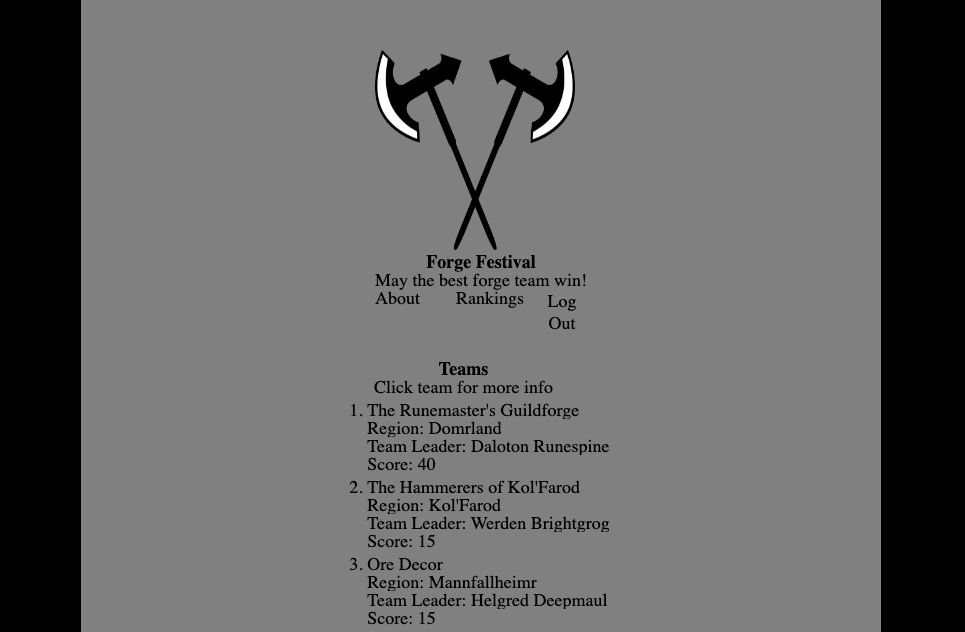 Forge Festival
May the best forge team win!
About Rankings Log Out
Teams
Click team for more info
1. The Runemaster's Guildforge
Region: Domrland
Team Leader: Daloton Runespine
Score: 40
2. The Hammerers of Kol'Farod
Region: Kol'Farod
Team Leader: Werden Brightgrog
Score: 15
3. Ore Decor
Region: Mannfallheimr
Team Leader: Helgred Deepmaul
Score: 15